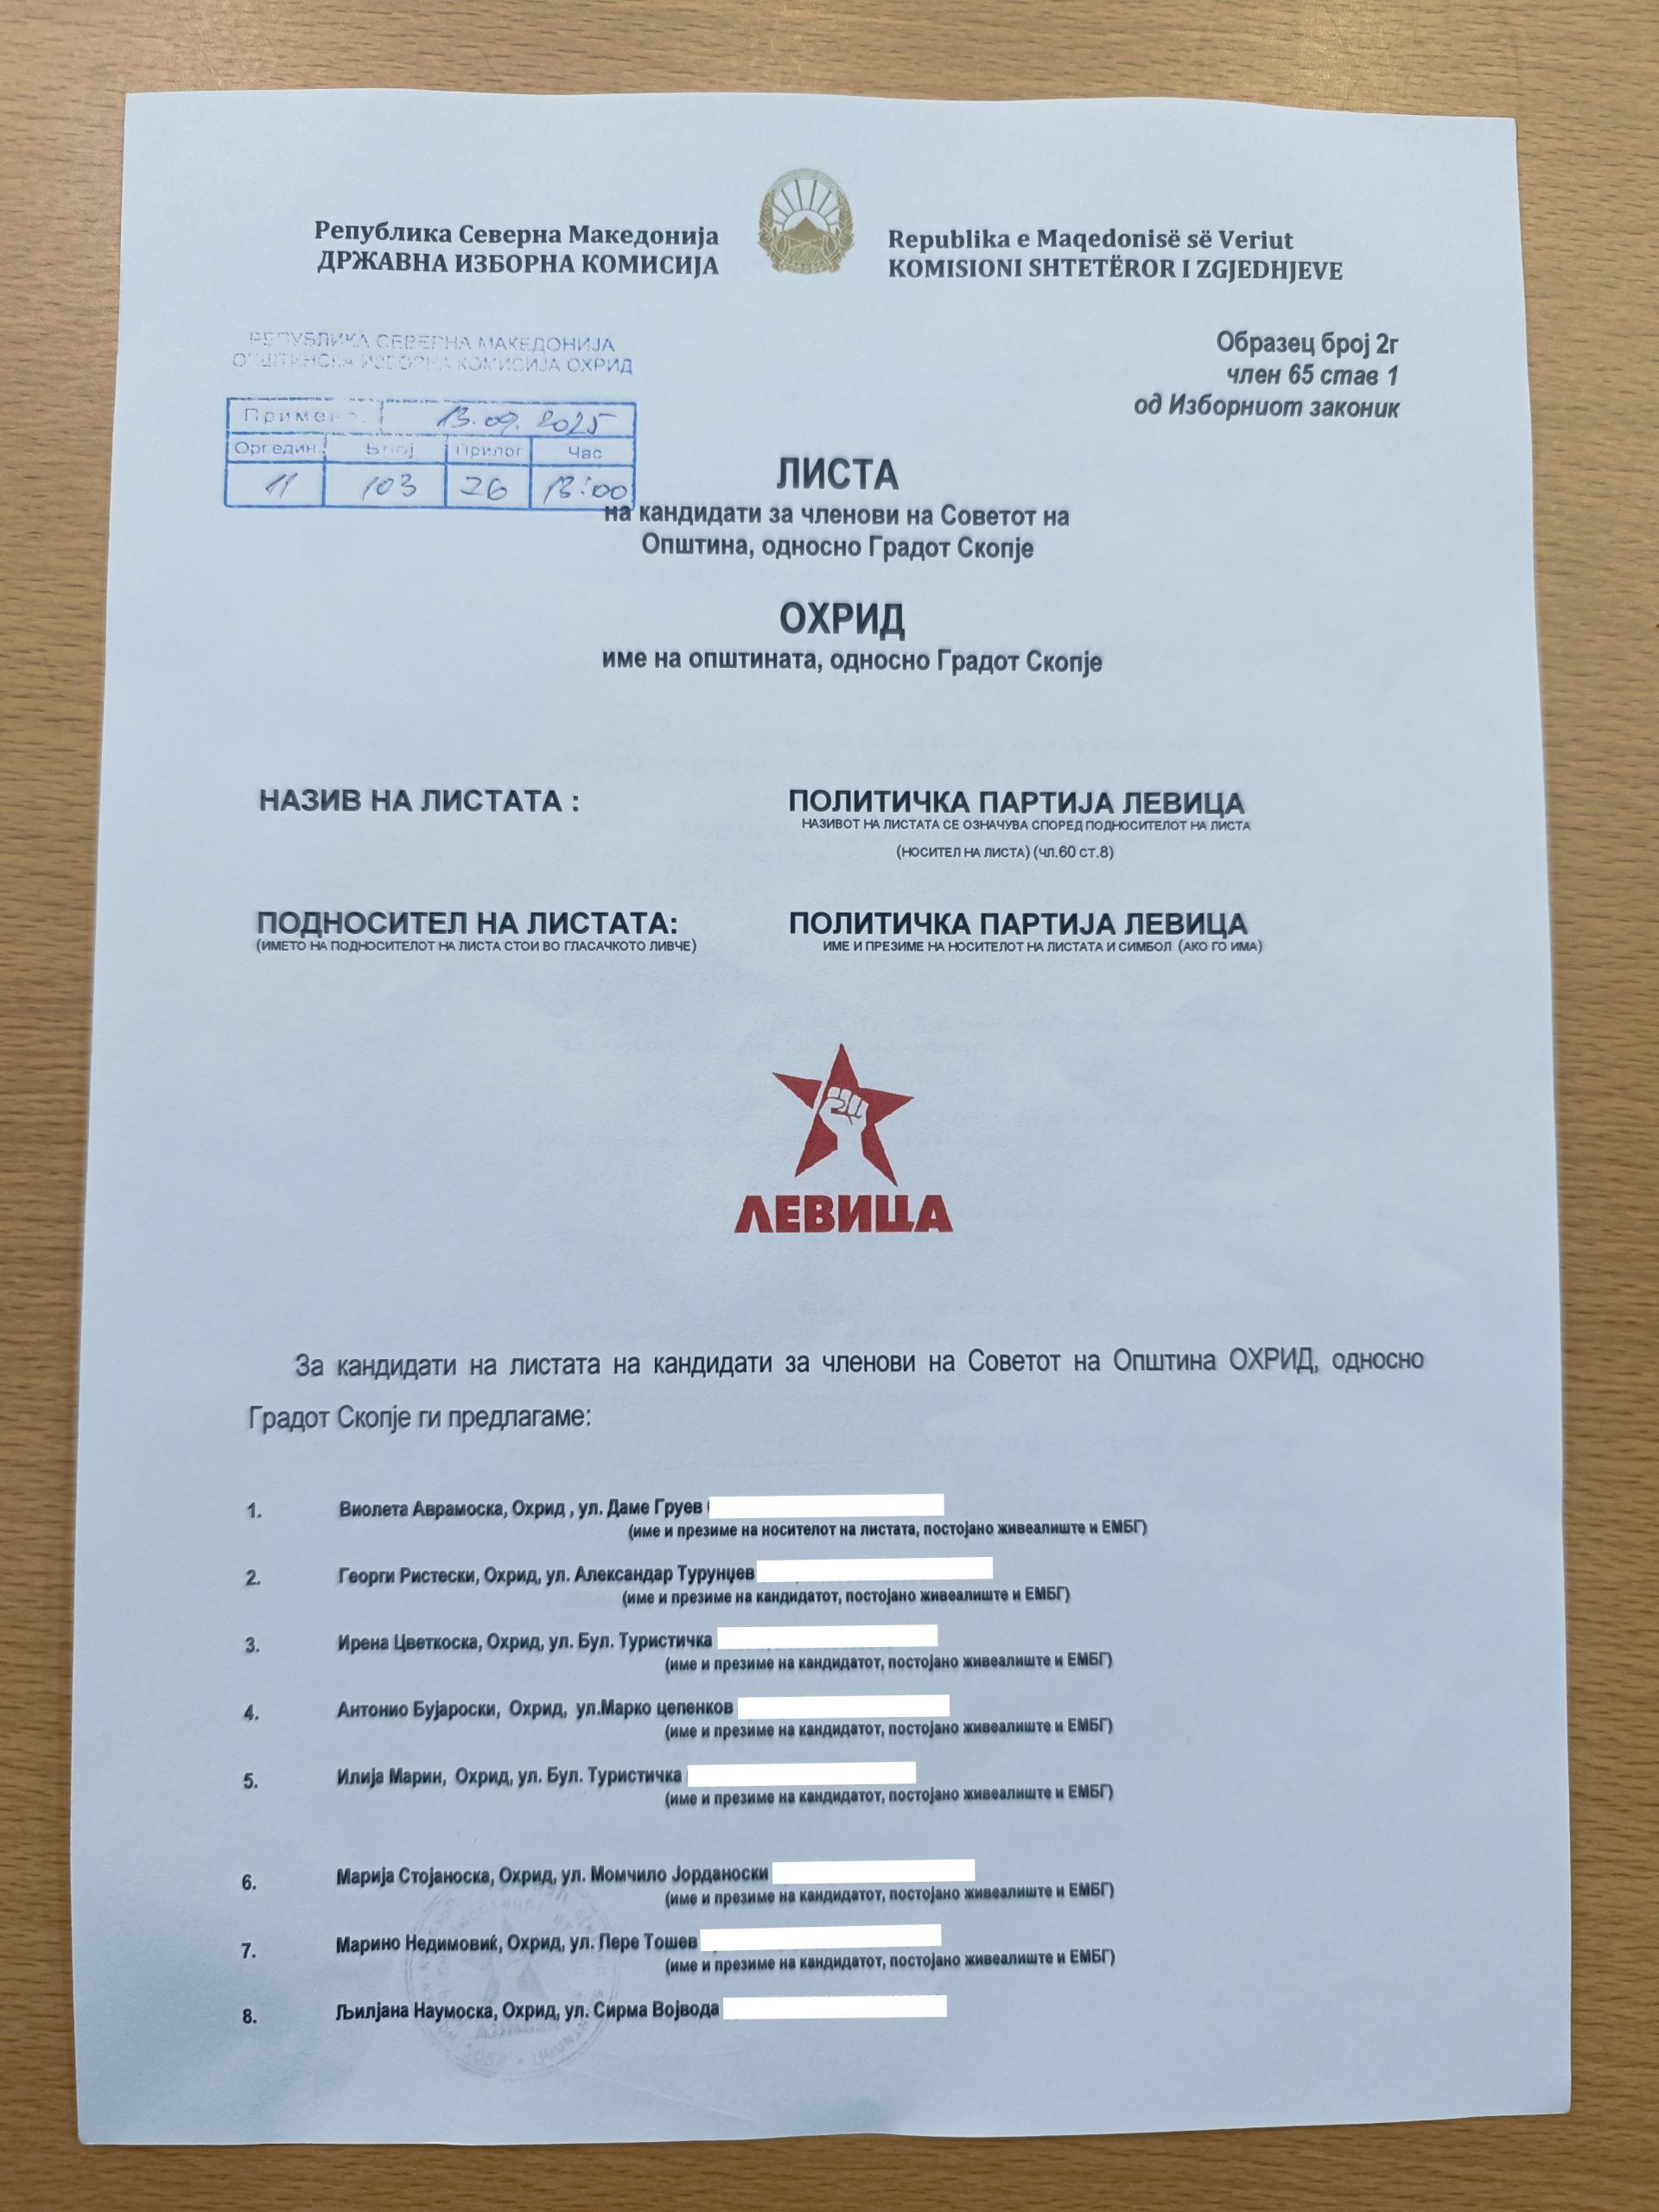 Република Северна Македонија
ДРЖАВНА ИЗБОРНА КОМИСИЈА
Republika e Maqedonisë së Veriut
KOMISIONI SHTETËROR I ZGJEDHJEVE
РЕПУБЛИКА СЕВЕРНА МАКЕДОНИЈА
ОПШТИНСКА ИЗБОРНА КОМИСИЈА ОХРИД
Примено: 13.09.2025
Орг.един. Број Прилог Час
11 103 26 13:00
Образец број 2г
член 65 став 1
од Изборниот законик
ЛИСТА
на кандидати за членови на Советот на
Општина, односно Градот Скопје
ОХРИД
име на општината, односно Градот Скопје
НАЗИВ НА ЛИСТАТА : ПОЛИТИЧКА ПАРТИЈА ЛЕВИЦА
НАЗИВОТ НА ЛИСТАТА СЕ ОЗНАЧУВА СПОРЕД ПОДНОСИТЕЛОТ НА ЛИСТА
(НОСИТЕЛ НА ЛИСТА) (ЧЛ.60 СТ.8)
ПОДНОСИТЕЛ НА ЛИСТАТА: ПОЛИТИЧКА ПАРТИЈА ЛЕВИЦА
(ИМЕТО НА ПОДНОСИТЕЛОТ НА ЛИСТА СТОИ ВО ГЛАСАЧКОТО ЛИВЧЕ) ИМЕ И ПРЕЗИМЕ НА НОСИТЕЛОТ НА ЛИСТАТА И СИМБОЛ (АКО ГО ИМА)
ЛЕВИЦА
За кандидати на листата на кандидати за членови на Советот на Општина ОХРИД, односно
Градот Скопје ги предлагаме:
1. Виолета Аврамоска, Охрид , ул. Даме Груев
(име и презиме на носителот на листата, постојано живеалиште и ЕМБГ)
2. Георги Ристески, Охрид, ул. Александар Турунџев
(име и презиме на кандидатот, постојано живеалиште и ЕМБГ)
3. Ирена Цветкоска, Охрид, ул. Бул. Туристичка
(име и презиме на кандидатот, постојано живеалиште и ЕМБГ)
4. Антонио Бујароски, Охрид, ул.Марко цепенков
(име и презиме на кандидатот, постојано живеалиште и ЕМБГ)
5. Илија Марин, Охрид, ул. Бул. Туристичка
(име и презиме на кандидатот, постојано живеалиште и ЕМБГ)
6. Марија Стојаноска, Охрид, ул. Момчило Јорданоски
(име и презиме на кандидатот, постојано живеалиште и ЕМБГ)
7. Марино Недимовиќ, Охрид, ул. Пере Тошев
(име и презиме на кандидатот, постојано живеалиште и ЕМБГ)
8. Љилјана Наумоска, Охрид, ул. Сирма Војвода